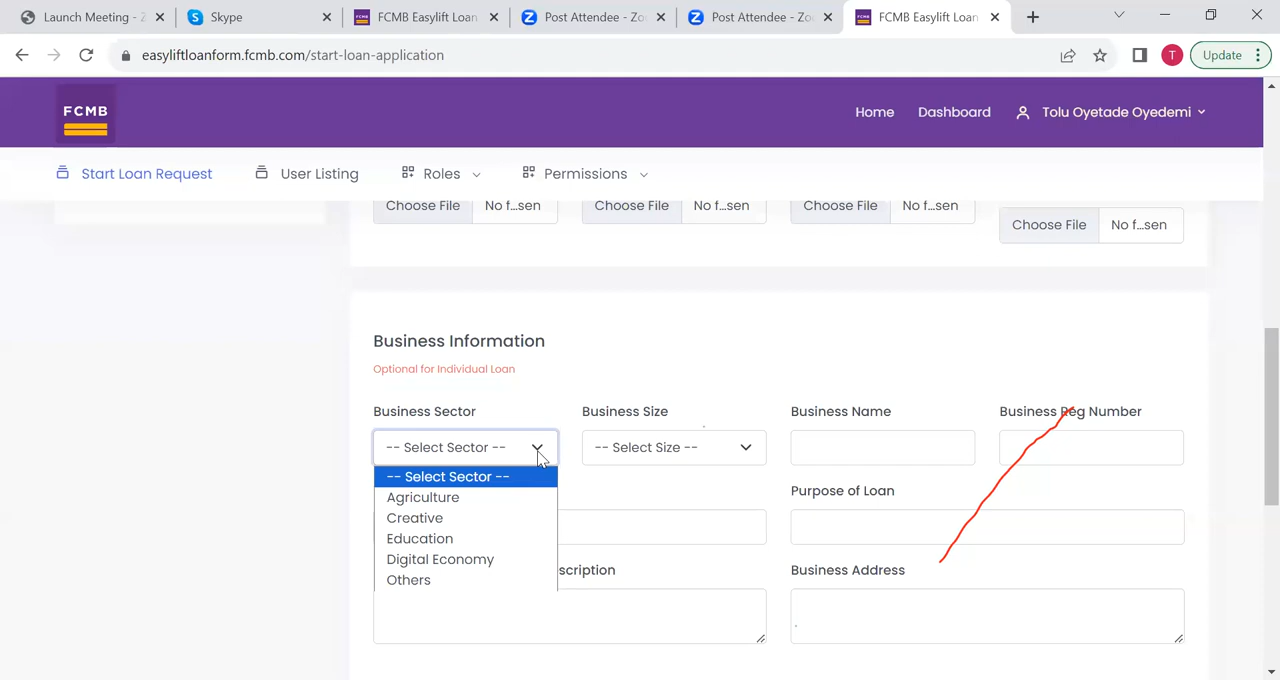 Launch Meeting - Z
Skype
FCMB Easylift Loan
Post Attendee - Zo
Post Attendee - Zo
FCMB Easylift Loan
easyliftloanform.fcmb.com/start-loan-application
T
Update
FCMB
Home
Dashboard
Tolu Oyetade Oyedemi
Start Loan Request
User Listing
Roles
Permissions
Choose File No f...sen
Choose File No f...sen
Choose File No f...sen
Choose File No f...sen
Business Information
Optional for Individual Loan
Business Sector
Business Size
Business Name
Business Reg Number
-- Select Sector --
-- Select Size --
-- Select Sector --
Agriculture
Creative
Education
Digital Economy
Others
Purpose of Loan
scription
Business Address